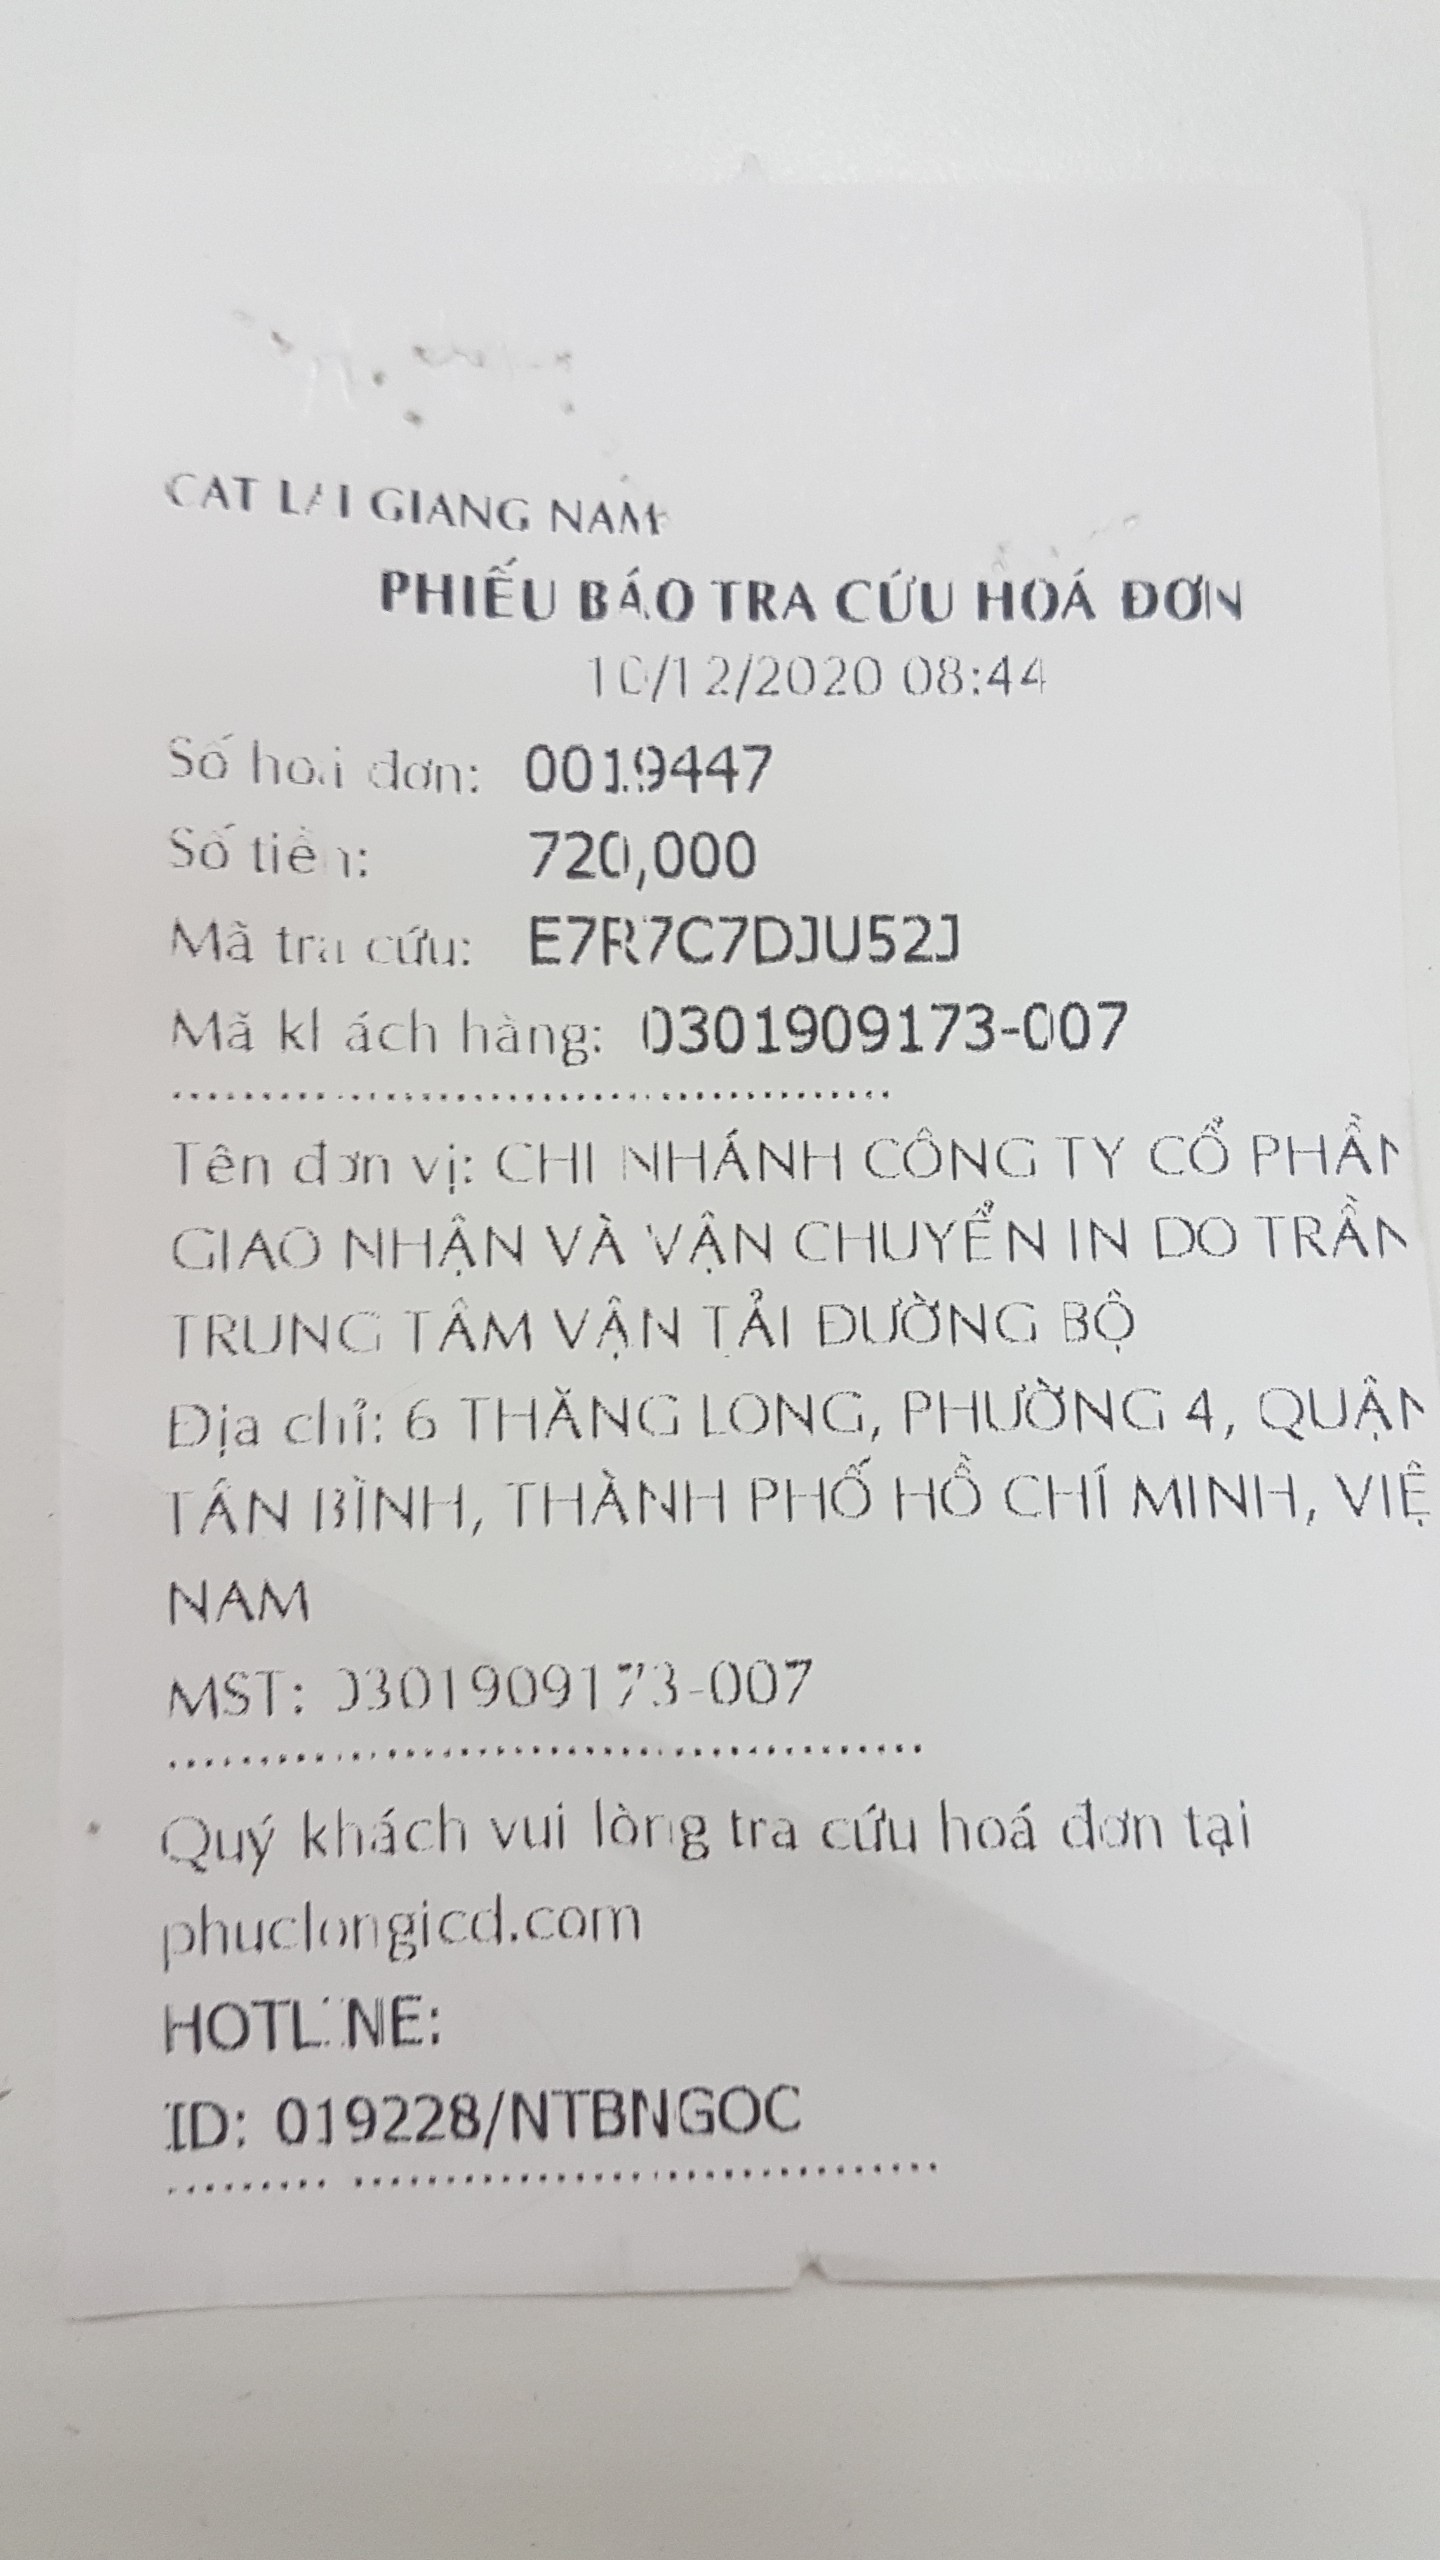 CAT LAI GIANG NAM
PHIẾU BÁO TRA CỨU HOÁ ĐƠN
10/12/2020 08:44
Số hoá đơn: 0019447
Số tiền: 720,000
Mã tra cứu: E7R7C7DJU52J
Mã khách hàng: 0301909173-007
Tên đơn vị: CHI NHÁNH CÔNG TY CỔ PHẦN
GIAO NHẬN VÀ VẬN CHUYỂN IN DO TRẦN
TRUNG TÂM VẬN TẢI ĐƯỜNG BỘ
Địa chỉ: 6 THĂNG LONG, PHƯỜNG 4, QUẬN
TÂN BÌNH, THÀNH PHỐ HỒ CHÍ MINH, VIỆ
NAM
MST: 0301909173-007
Quý khách vui lòng tra cứu hoá đơn tại
phuclongicd.com
HOTLINE:
ID: 019228/NTBNGOC